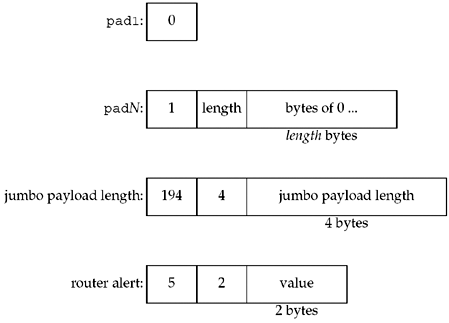 pad1: 0
padN: 1 length bytes of 0 ...
length bytes
jumbo payload length: 194 4 jumbo payload length
4 bytes
router alert: 5 2 value
2 bytes